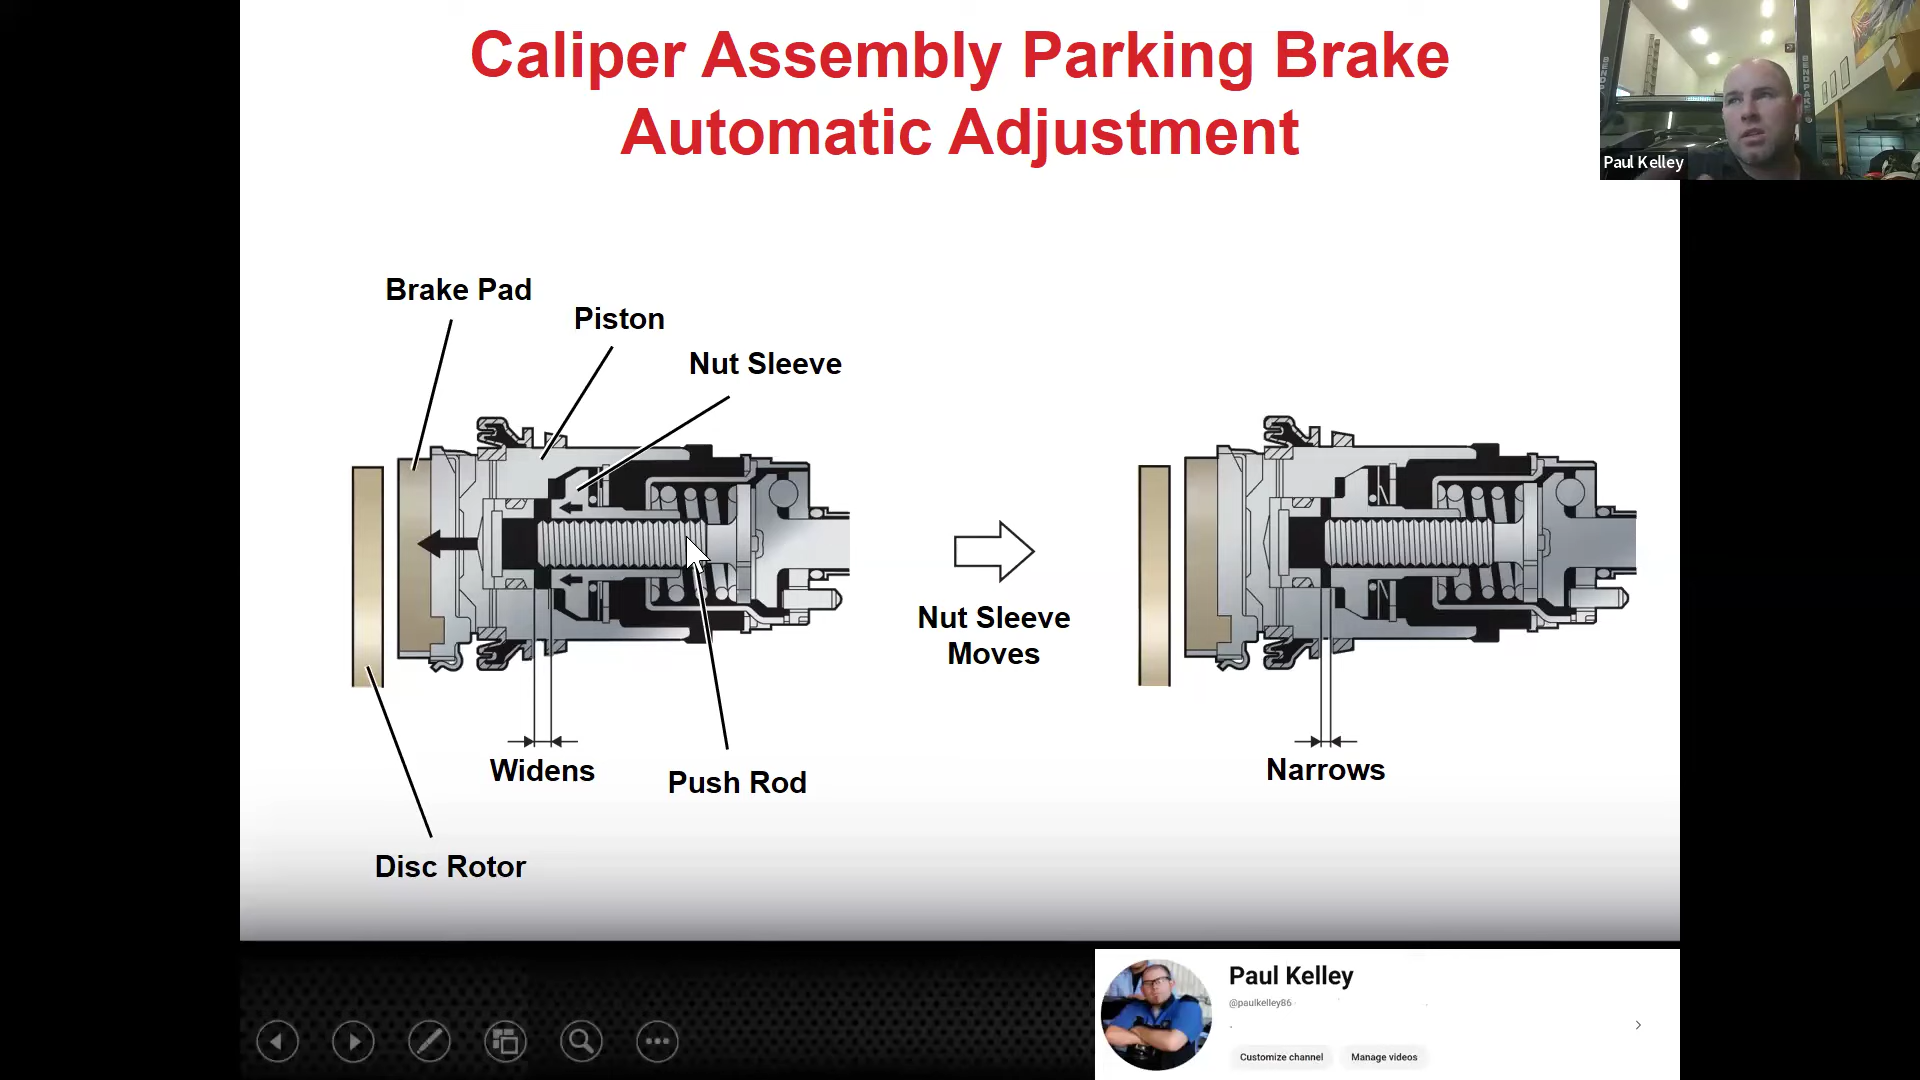 Caliper Assembly Parking Brake
Automatic Adjustment
Paul Kelley
BENDPAK
Brake Pad
Piston
Nut Sleeve
Nut Sleeve
Moves
Widens
Push Rod
Narrows
Disc Rotor
Paul Kelley
@paulkelley86
Customize channel
Manage videos